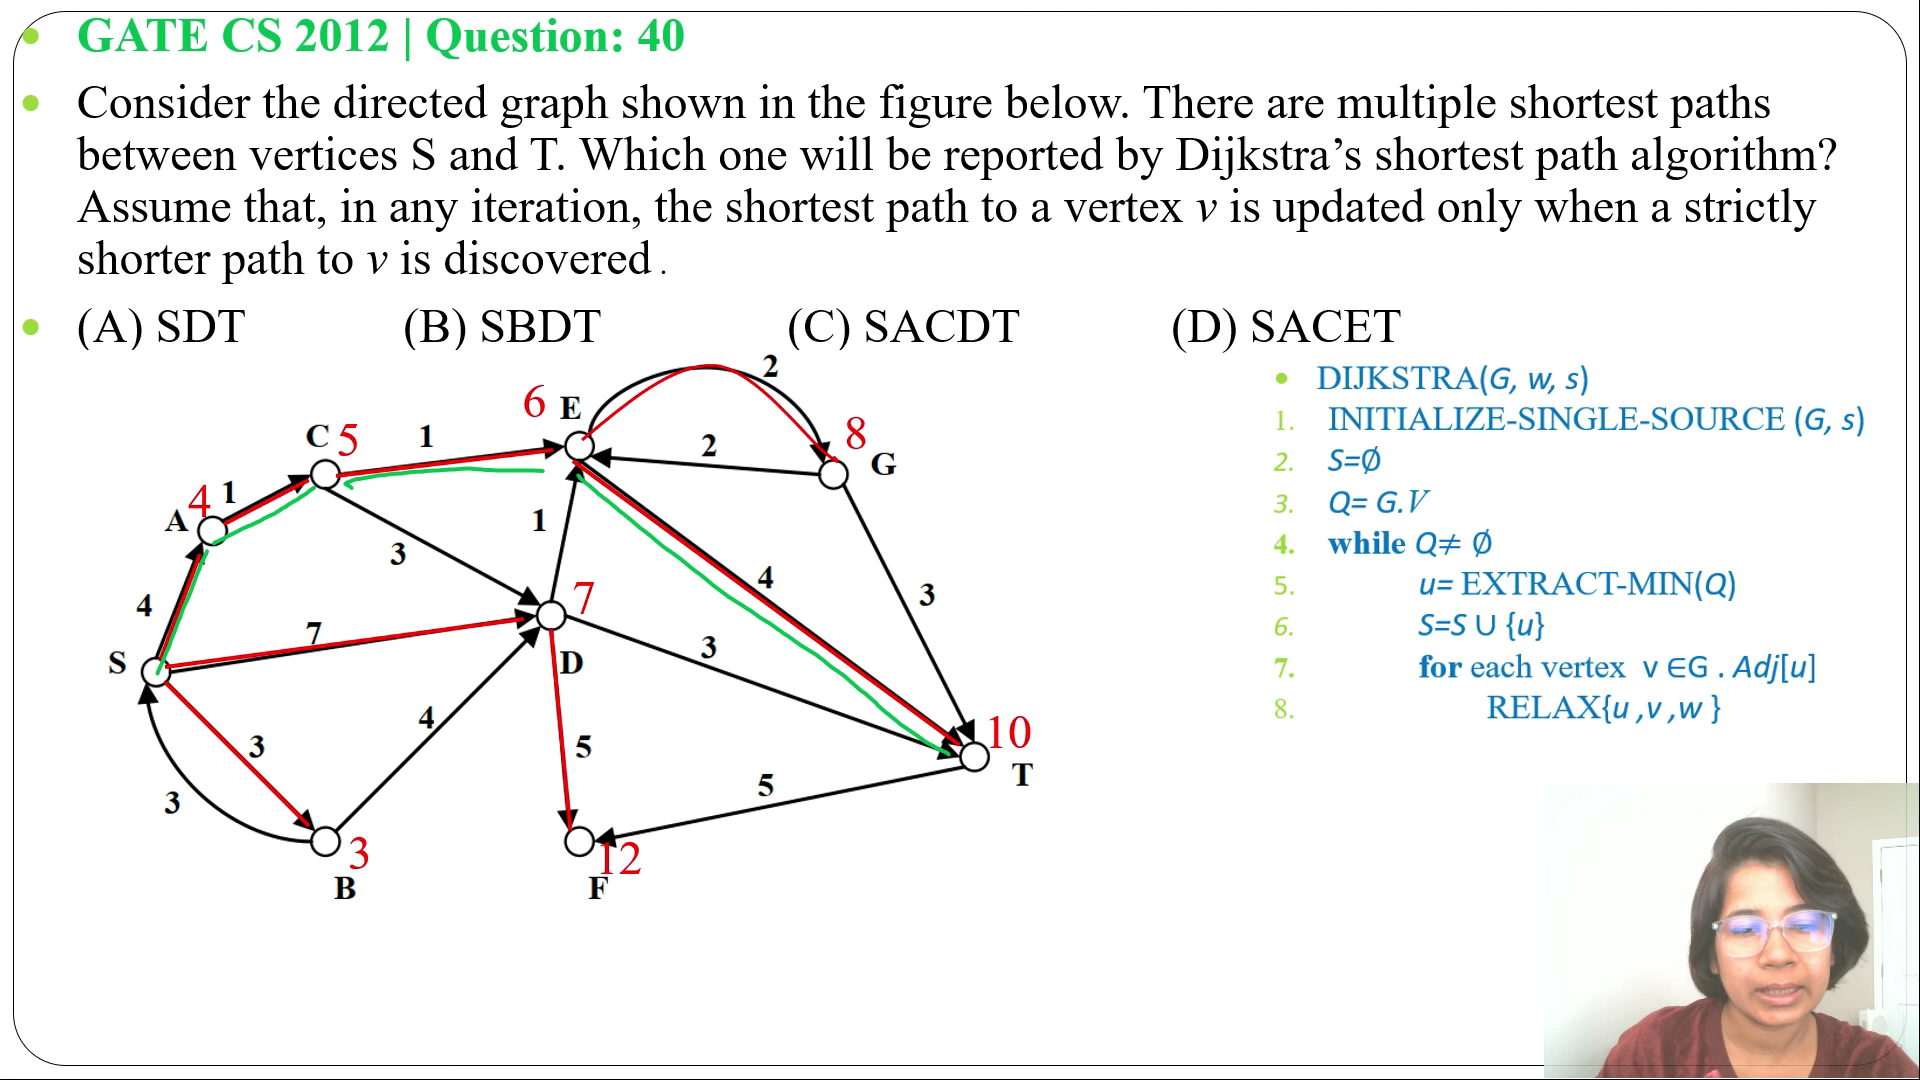 GATE CS 2012 | Question: 40
Consider the directed graph shown in the figure below. There are multiple shortest paths
between vertices S and T. Which one will be reported by Dijkstra’s shortest path algorithm?
Assume that, in any iteration, the shortest path to a vertex v is updated only when a strictly
shorter path to v is discovered.
(A) SDT (B) SBDT (C) SACDT (D) SACET
2
6 E
C 5
1
8
2
G
4 1
A
1
3
7
4
4
3
7
3
S
D
4
10
3
5
T
5
3
3
12
B
F
DIJKSTRA(G, w, s)
1. INITIALIZE-SINGLE-SOURCE (G, s)
2. S=∅
3. Q= G.V
4. while Q≠ ∅
5. u= EXTRACT-MIN(Q)
6. S=S ∪ {u}
7. for each vertex v ∈G . Adj[u]
8. RELAX{u ,v ,w }